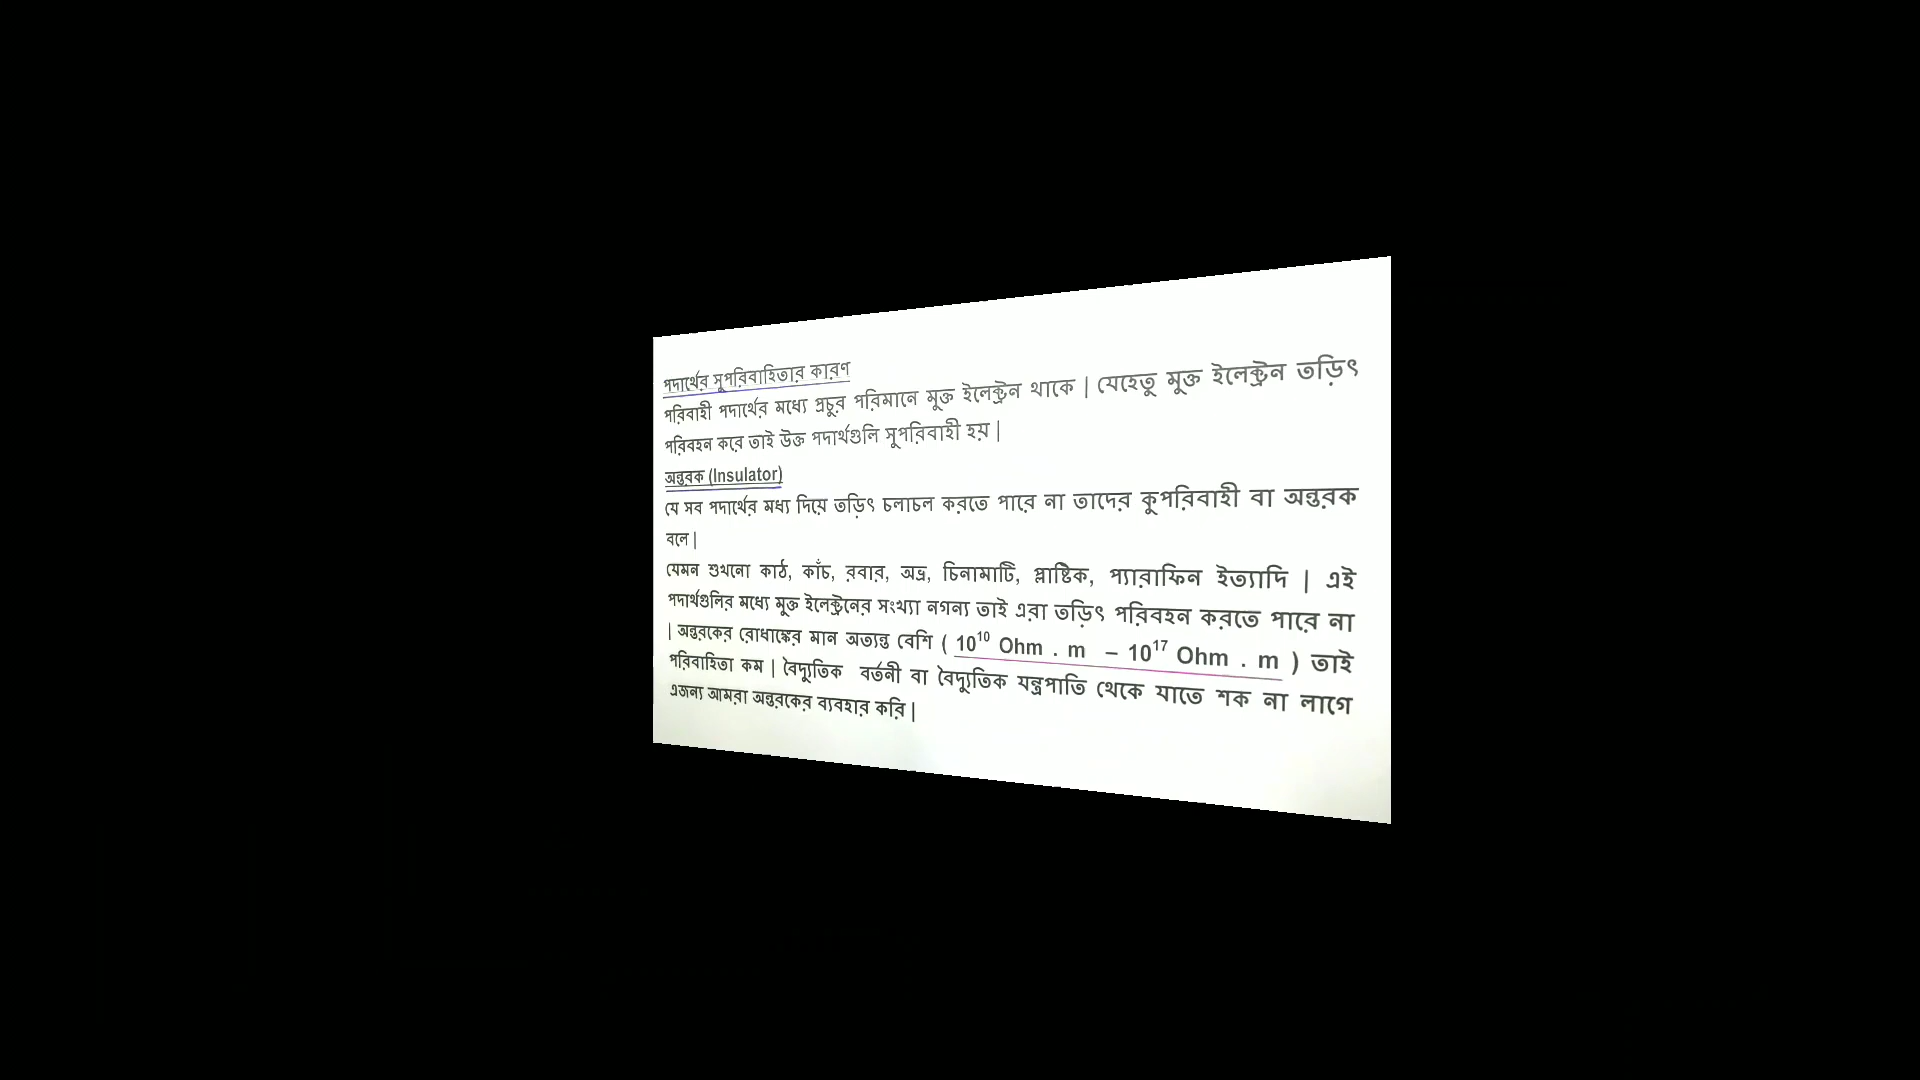 পদার্থের সুপরিবাহিতার কারণ
পরিবাহী পদার্থের মধ্যে প্রচুর পরিমানে মুক্ত ইলেক্ট্রন থাকে | যেহেতু মুক্ত ইলেক্ট্রন তড়িৎ
পরিবহন করে তাই উক্ত পদার্থগুলি সুপরিবাহী হয় |
অন্তরক (Insulator)
যে সব পদার্থের মধ্য দিয়ে তড়িৎ চলাচল করতে পারে না তাদের কুপরিবাহী বা অন্তরক
বলে |
যেমন শুখনো কাঠ, কাঁচ, রবার, অভ্র, চিনামাটি, প্লাষ্টিক, প্যারাফিন ইত্যাদি | এই
পদার্থগুলির মধ্যে মুক্ত ইলেক্ট্রনের সংখ্যা নগন্য তাই এরা তড়িৎ পরিবহন করতে পারে না
| অন্তরকের রোধাঙ্কের মান অত্যন্ত বেশি ( 10¹⁰ Ohm . m – 10¹⁷ Ohm . m ) তাই
পরিবাহিতা কম | বৈদ্যুতিক বর্তনী বা বৈদ্যুতিক যন্ত্রপাতি থেকে যাতে শক না লাগে
এজন্য আমরা অন্তরকের ব্যবহার করি |